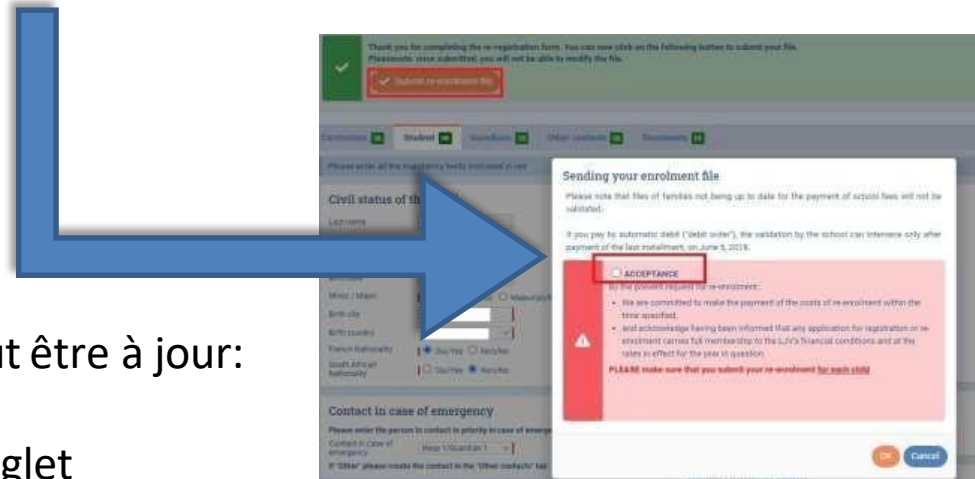 Thank you for completing the re-registration form. You can now click on the following button to submit your file.
Please note: once submitted, you will not be able to modify the file.
Submit re-enrolment file
Student
Guardians
Other contacts
Documents
Please enter all the mandatory fields indicated in red
Civil status of th
Last name
Sending your enrolment file
Please note that files of families not being up to date for the payment of school fees will not be
validated.
If you pay by automatic debit ("debit order"), the validation by the school can intervene only after
payment of the last installment, on June 5, 2018.
ACCEPTANCE
By the present request for re-enrolment:
• We are committed to make the payment of the costs of re-enrolment within the
time specified.
• and acknowledge having been informed that any application for registration or re-
enrolment carries full membership to the LJV's financial conditions and at the
rates in effect for the year in question.
PLEASE make sure that you submit your re-enrolment for each child
OK
Cancel
Minor / Major
Birth city
Birth country
French Nationality Oui/Yes Non/No
South African
Nationality Oui/Yes Non/No
Contact in case of emergency
Please enter the person to contact in priority in case of emerge
Contact in case of
emergency
Resp 1/Guardian 1
If "Other" please create the contact in the "Other contacts" tab
ut être à jour:
glet